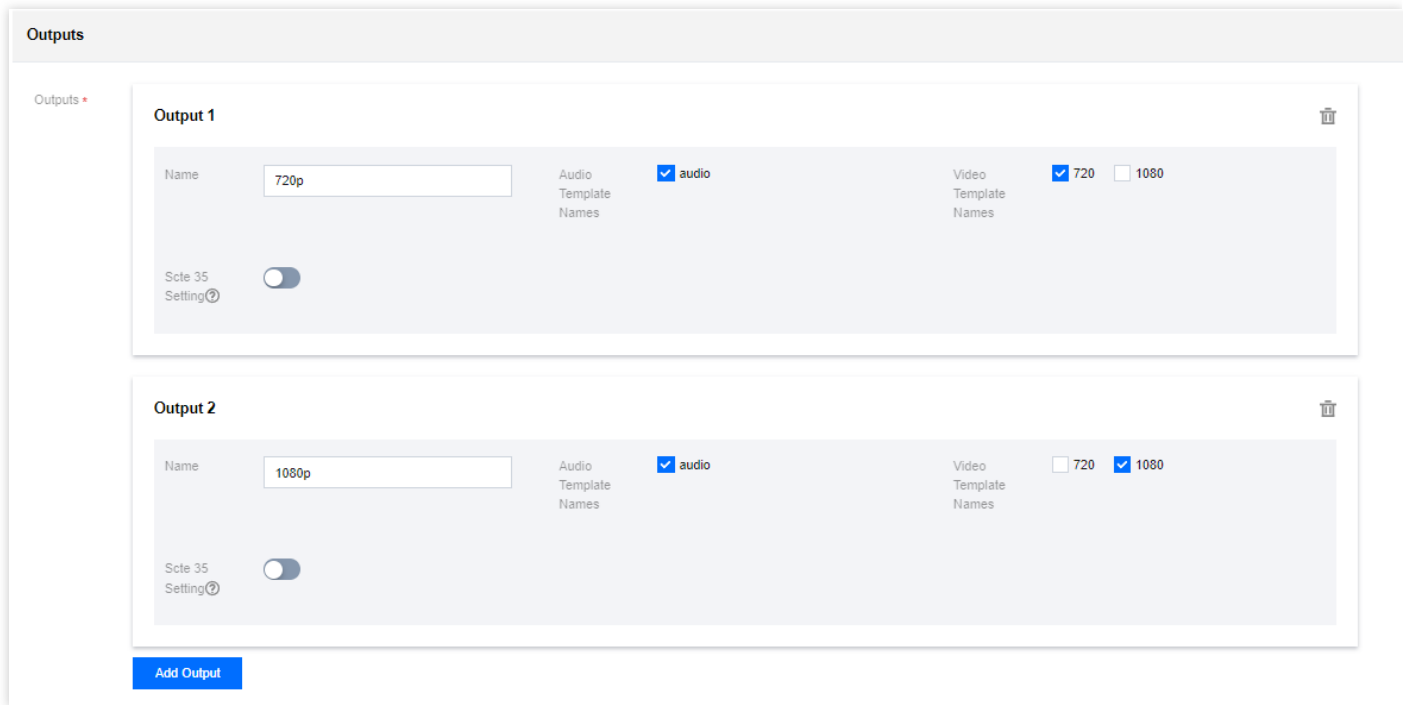 Outputs
Outputs *
Output 1
Name
720p
Audio
Template
Names
audio
Video
Template
Names
720
1080
Scte 35
Setting
Output 2
Name
1080p
Audio
Template
Names
audio
Video
Template
Names
720
1080
Scte 35
Setting
Add Output